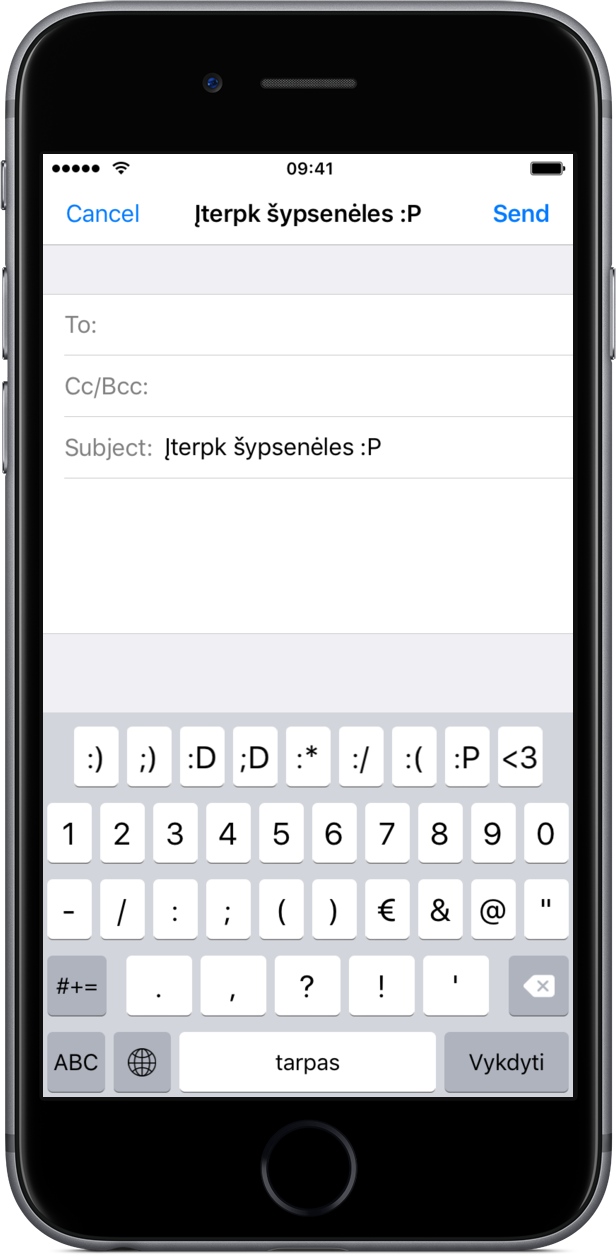 09:41
Cancel Įterpk šypsenėles :P Send
To:
Cc/Bcc:
Subject: Įterpk šypsenėles :P
:) ;) :D ;D :* :/ :( :P <3
1 2 3 4 5 6 7 8 9 0
- / : ; ( ) € & @ "
#+= . , ? ! '
ABC tarpas Vykdyti